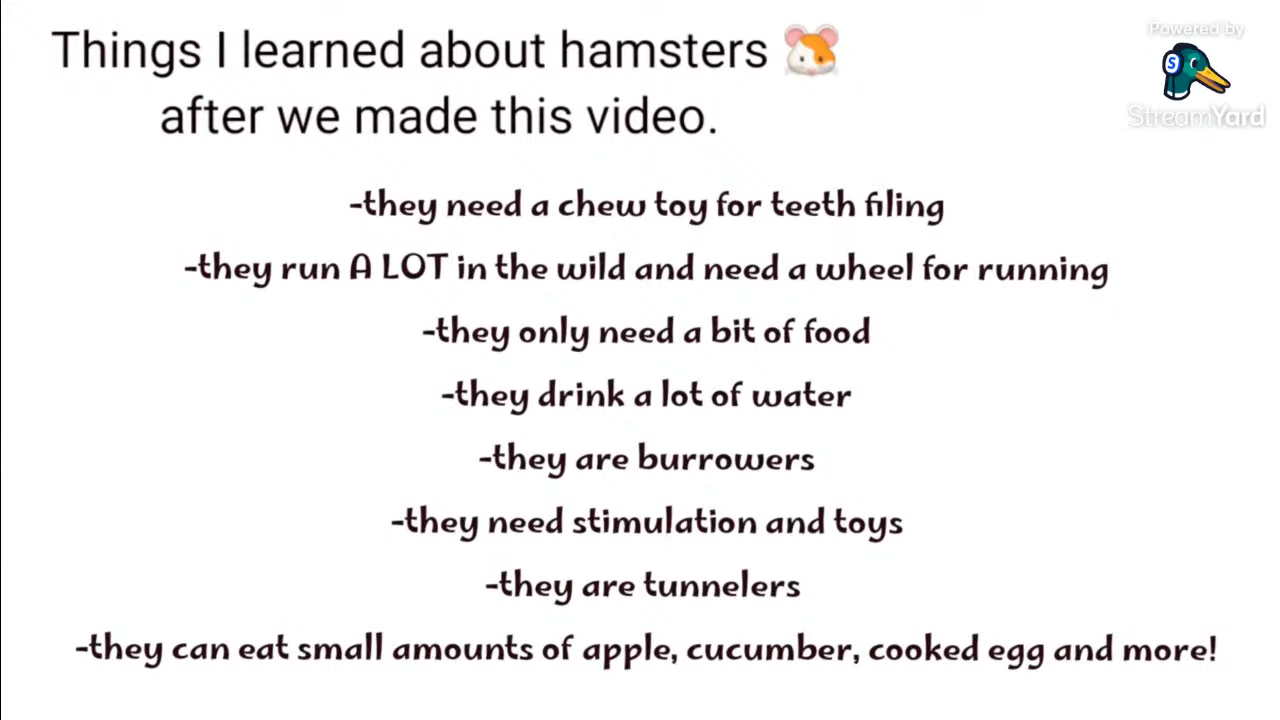 Things I learned about hamsters 🐹
after we made this video.
Powered by
StreamYard
-they need a chew toy for teeth filing
-they run A LOT in the wild and need a wheel for running
-they only need a bit of food
-they drink a lot of water
-they are burrowers
-they need stimulation and toys
-they are tunnelers
-they can eat small amounts of apple, cucumber, cooked egg and more!